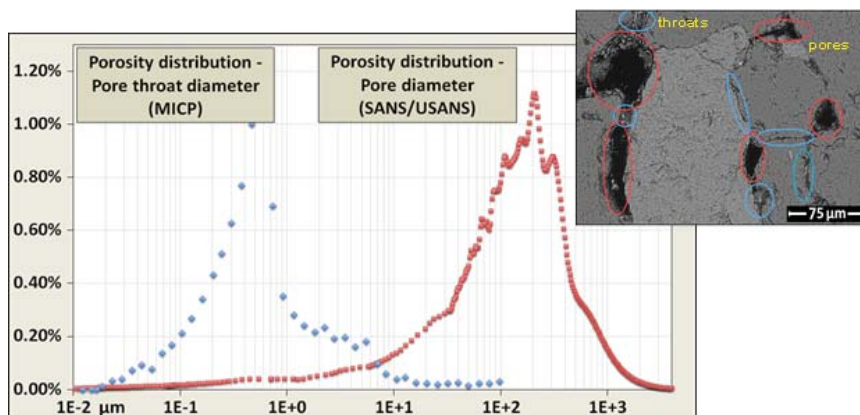 throats
pores
75 µm
Porosity distribution -
Pore throat diameter
(MICP)
Porosity distribution -
Pore diameter
(SANS/USANS)
1.20%
1.00%
0.80%
0.60%
0.40%
0.20%
0.00%
1E-2 µm 1E-1 1E+0 1E+1 1E+2 1E+3